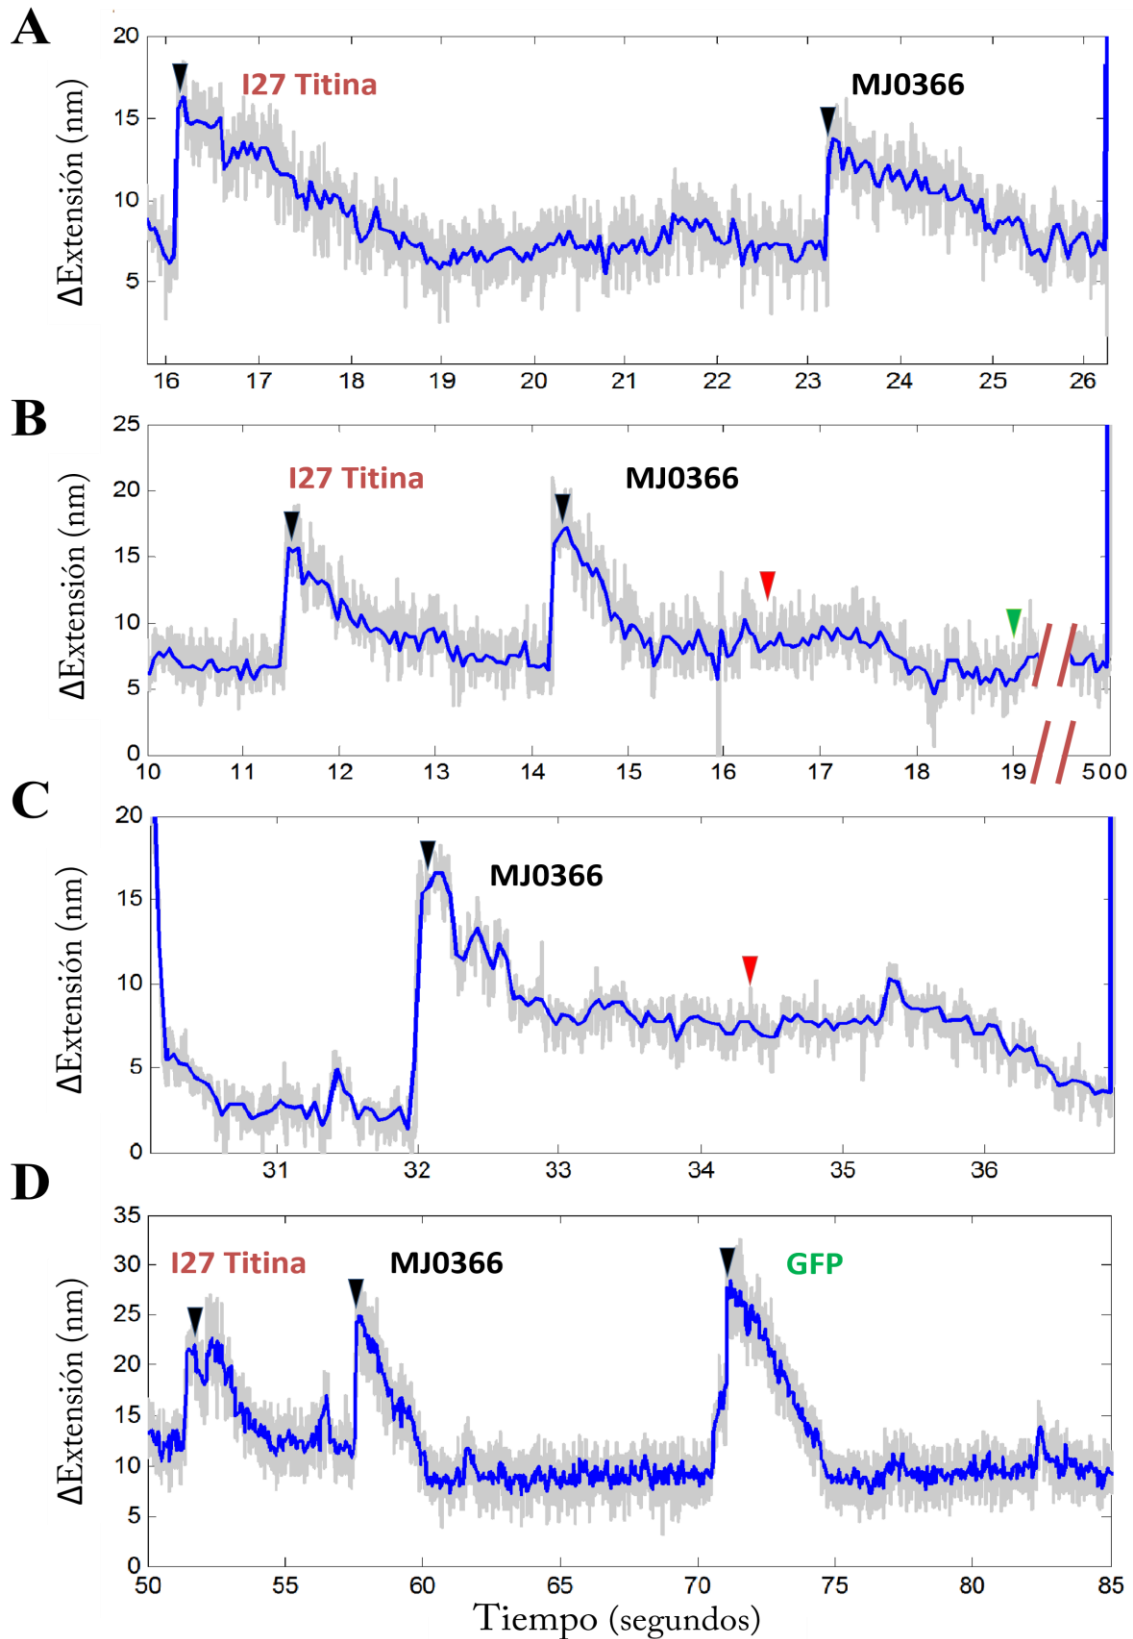 A
20
15
10
5
ΔExtensión (nm)
I27 Titina
MJ0366
16 17 18 19 20 21 22 23 24 25 26
B
25
20
15
10
5
0
ΔExtensión (nm)
I27 Titina
MJ0366
10 11 12 13 14 15 16 17 18 19 500
C
20
15
10
5
0
ΔExtensión (nm)
MJ0366
31 32 33 34 35 36
D
35
30
25
20
15
10
5
0
ΔExtensión (nm)
I27 Titina
MJ0366
GFP
50 55 60 65 70 75 80 85
Tiempo (segundos)